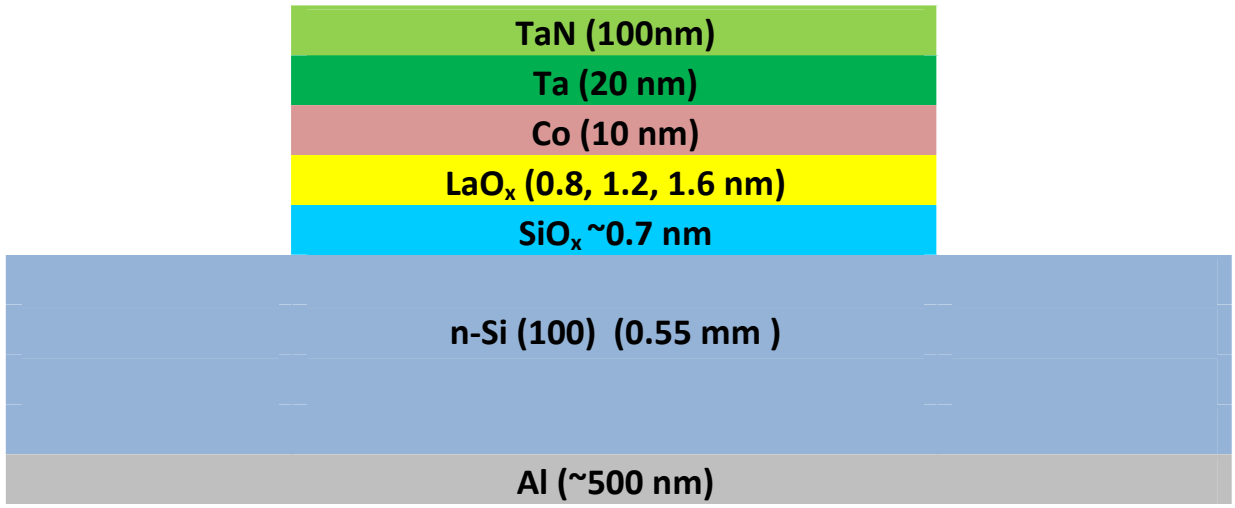 TaN (100nm)
Ta (20 nm)
Co (10 nm)
LaOₓ (0.8, 1.2, 1.6 nm)
SiOₓ ~0.7 nm
n-Si (100) (0.55 mm )
Al (~500 nm)